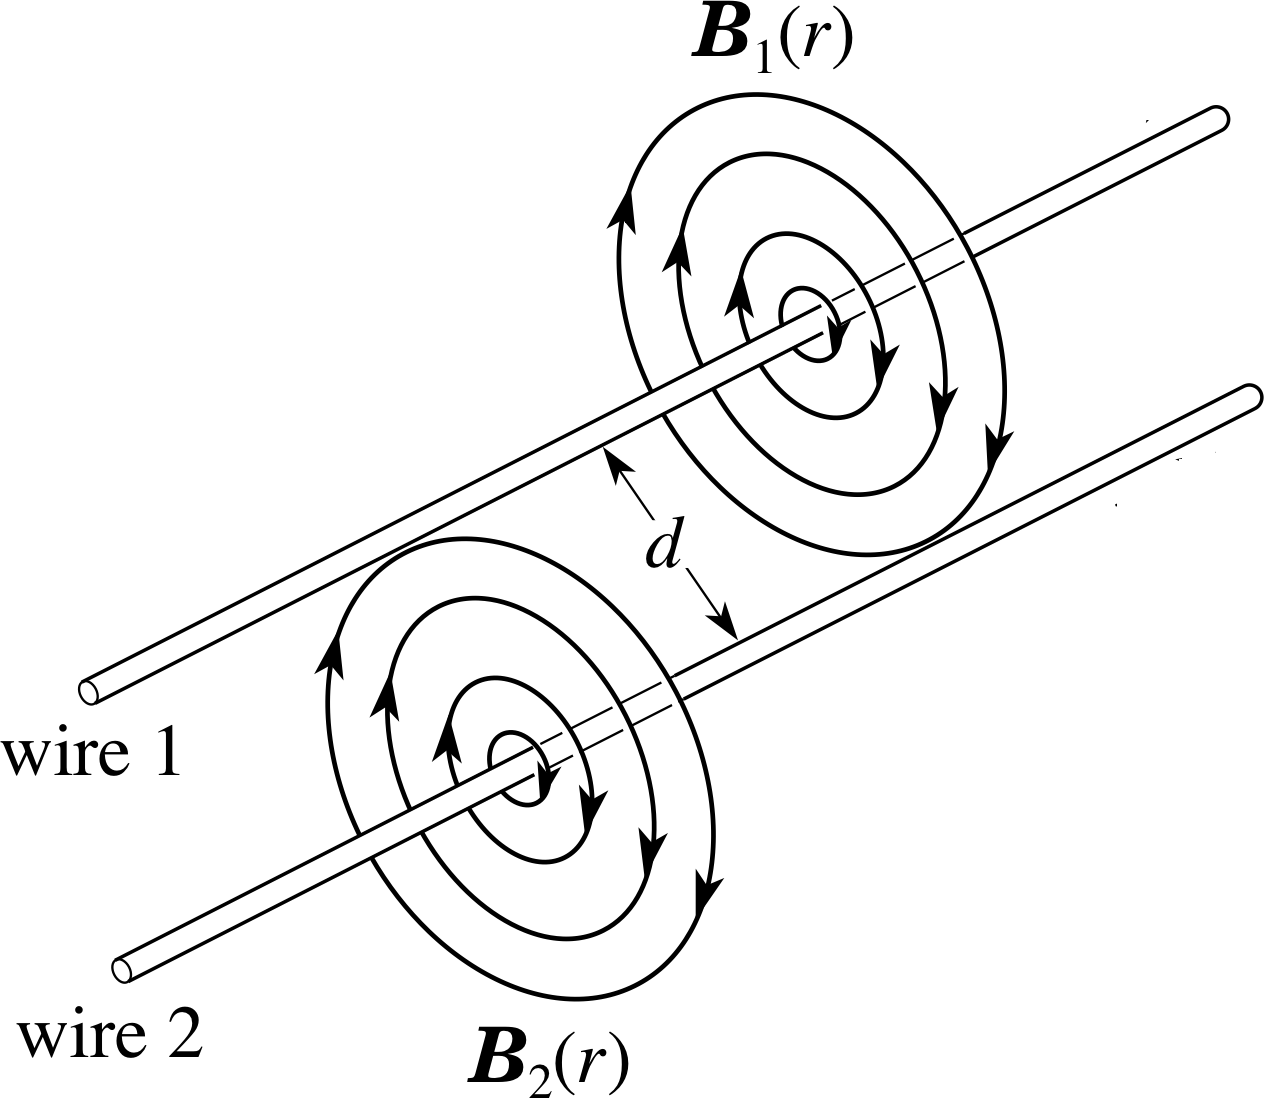 B₁(r)
d
wire 1
wire 2
B₂(r)